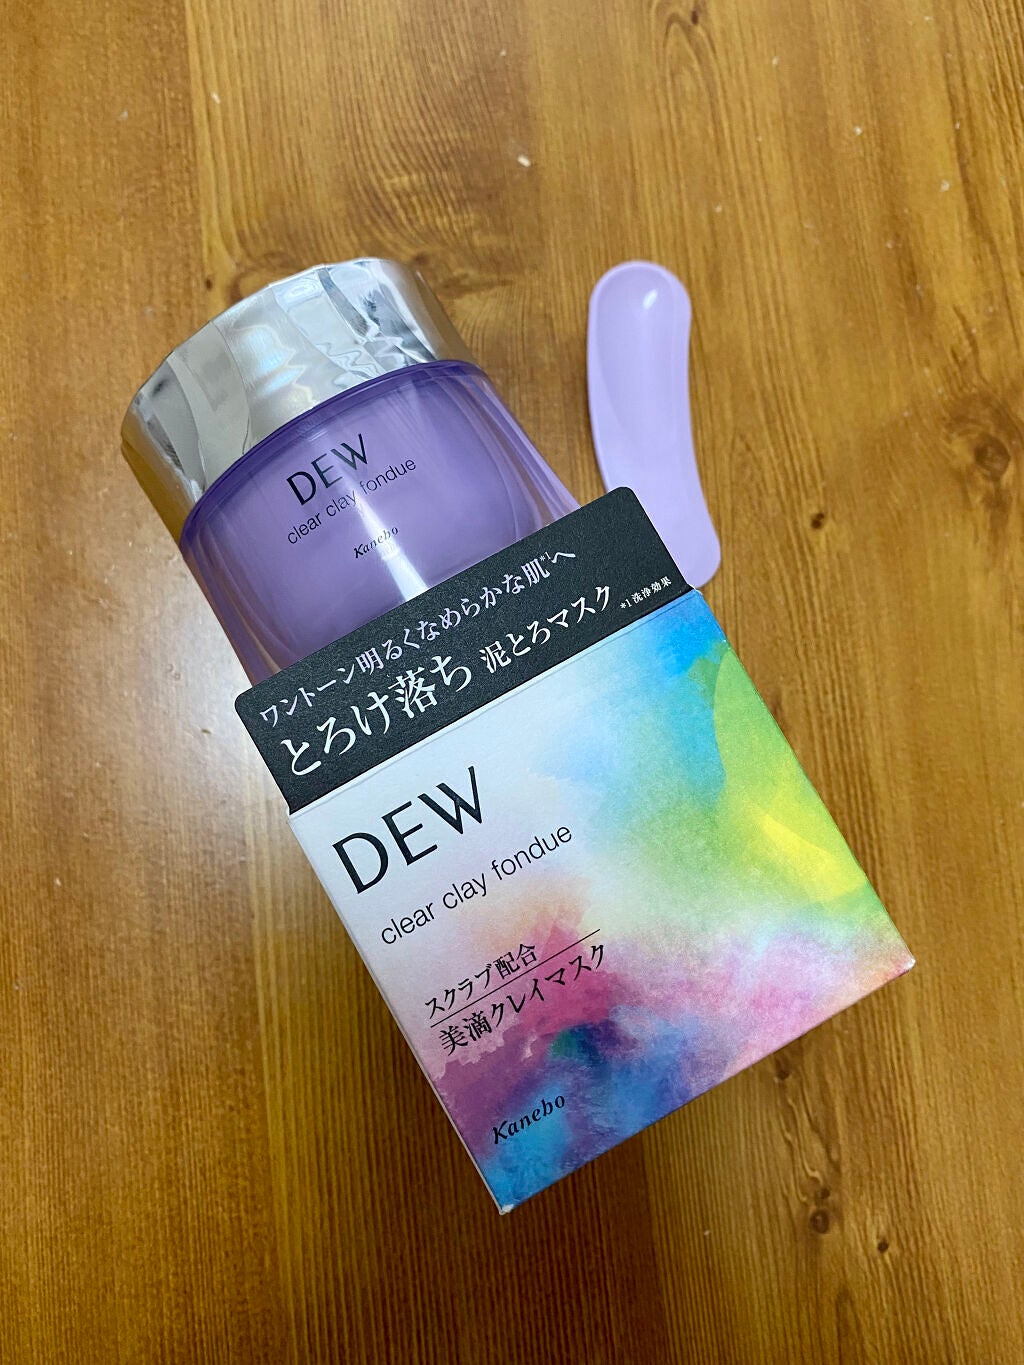 DEW
clear clay fondue
Kanebo
ワントーン明るくなめらかな肌*1へ
とろけ落ち 泥とろマスク
*1 洗浄効果
DEW
clear clay fondue
スクラブ配合
美滴クレイマスク
Kanebo